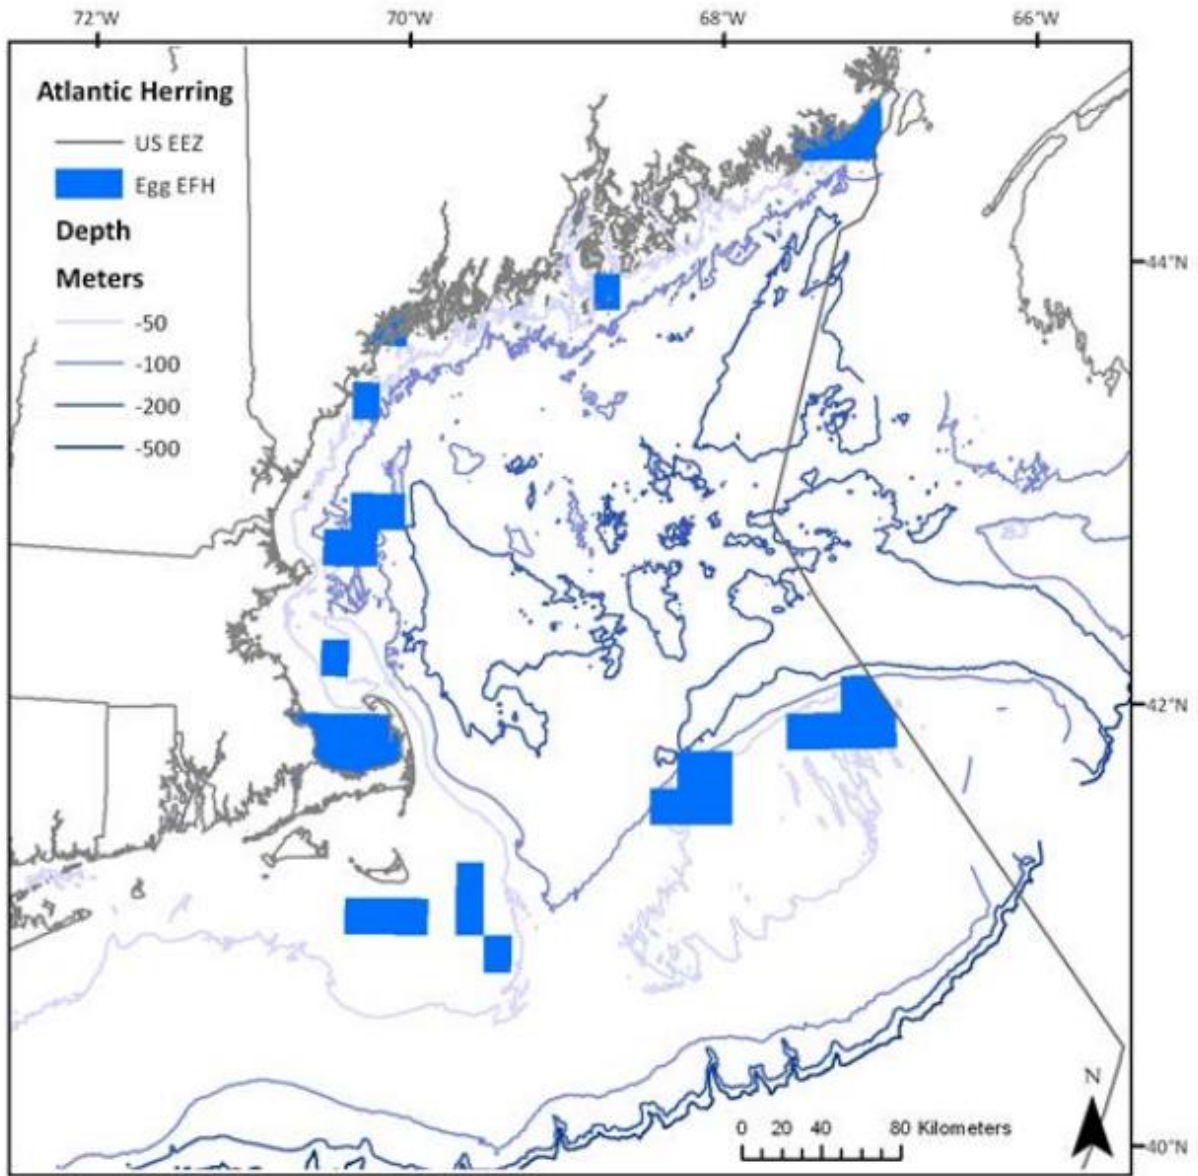 72°W 70°W 68°W 66°W
Atlantic Herring
US EEZ
Egg EFH
Depth
Meters
-50
-100
-200
-500
44°N
42°N
N
0 20 40 80 Kilometers
40°N